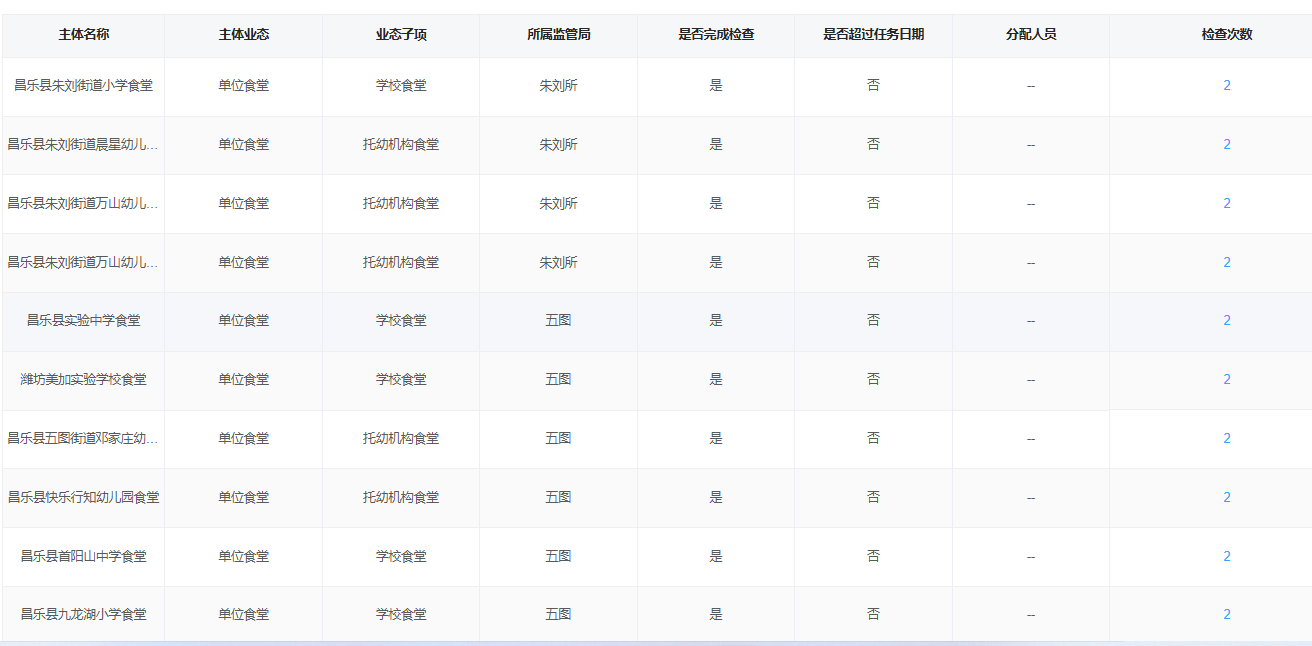 主体名称 主体业态 业态子项 所属监管局 是否完成检查 是否超过任务日期 分配人员 检查次数
昌乐县朱刘街道小学食堂 单位食堂 学校食堂 朱刘所 是 否 -- 2
昌乐县朱刘街道晨星幼儿... 单位食堂 托幼机构食堂 朱刘所 是 否 -- 2
昌乐县朱刘街道万山幼儿... 单位食堂 托幼机构食堂 朱刘所 是 否 -- 2
昌乐县朱刘街道万山幼儿... 单位食堂 托幼机构食堂 朱刘所 是 否 -- 2
昌乐县实验中学食堂 单位食堂 学校食堂 五图 是 否 -- 2
潍坊美加实验学校食堂 单位食堂 学校食堂 五图 是 否 -- 2
昌乐县五图街道邓家庄幼... 单位食堂 托幼机构食堂 五图 是 否 -- 2
昌乐县快乐行知幼儿园食堂 单位食堂 托幼机构食堂 五图 是 否 -- 2
昌乐县首阳山中学食堂 单位食堂 学校食堂 五图 是 否 -- 2
昌乐县九龙湖小学食堂 单位食堂 学校食堂 五图 是 否 -- 2